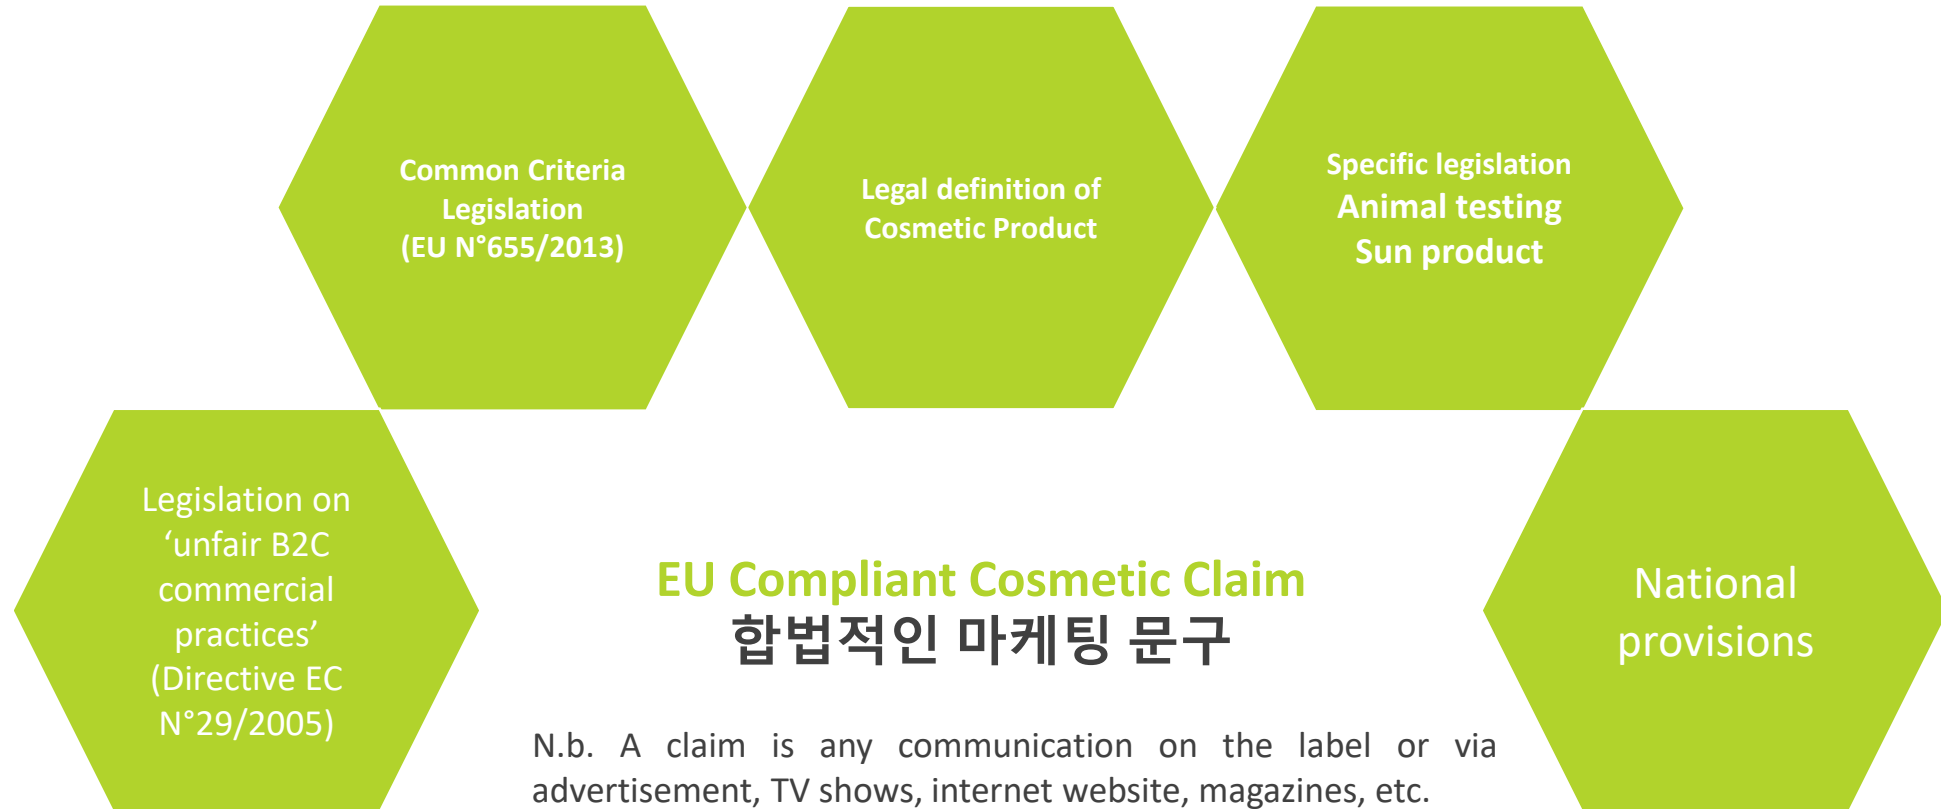 Common Criteria
Legislation
(EU N°655/2013)
Legal definition of
Cosmetic Product
Specific legislation
Animal testing
Sun product
Legislation on
‘unfair B2C
commercial
practices’
(Directive EC
N°29/2005)
EU Compliant Cosmetic Claim
합법적인 마케팅 문구
National
provisions
N.b. A claim is any communication on the label or via
advertisement, TV shows, internet website, magazines, etc.